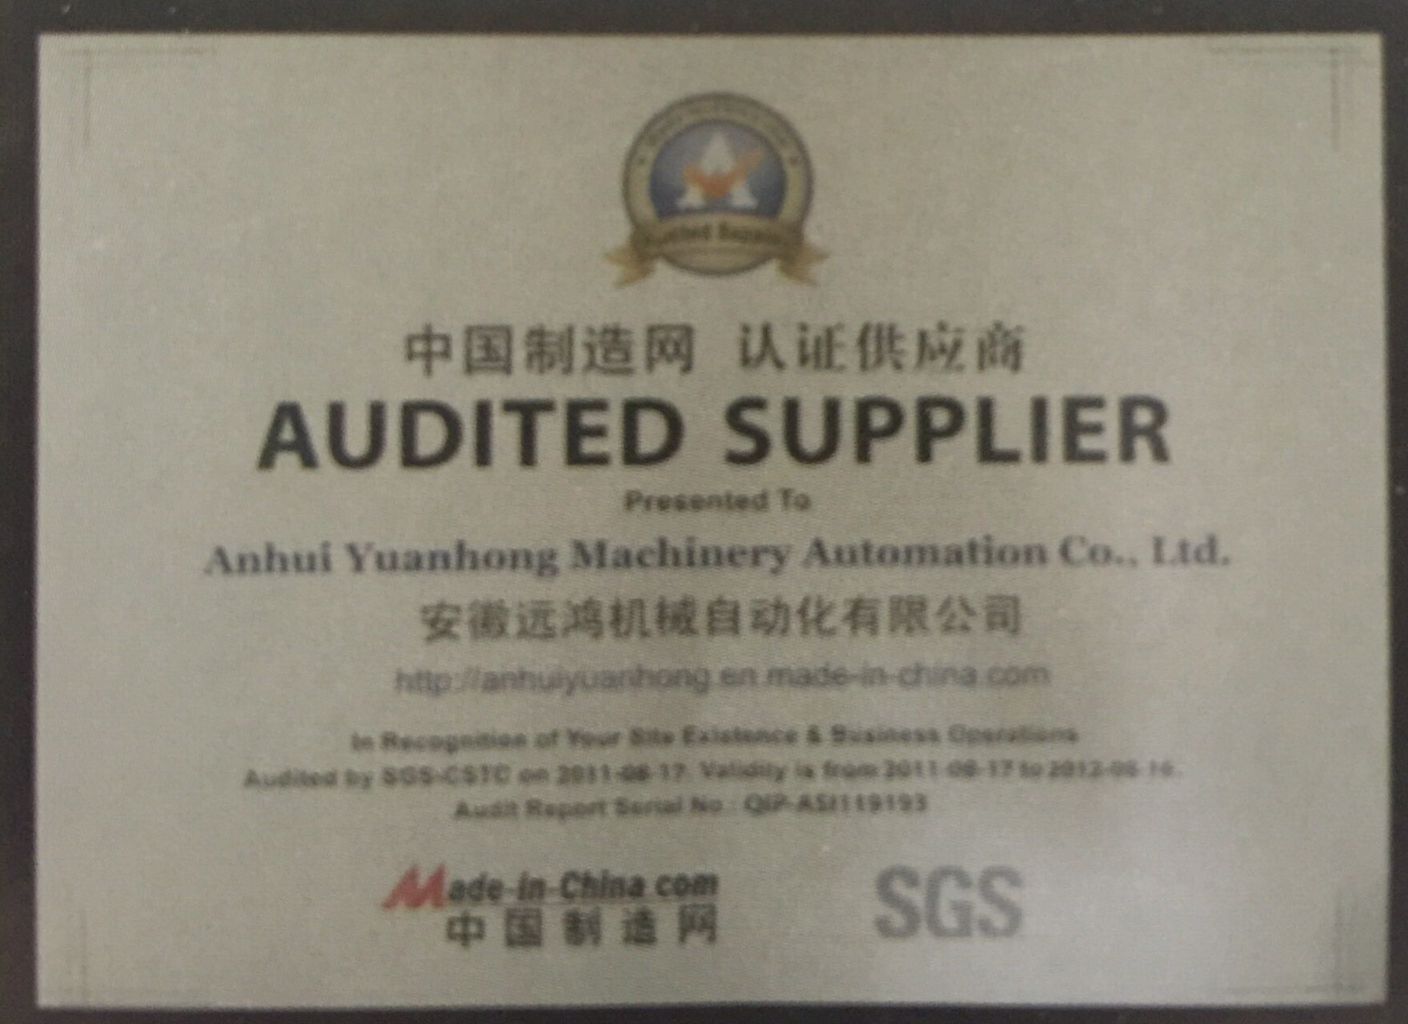 Audited Supplier
中国制造网 认证供应商
AUDITED SUPPLIER
Presented To
Anhui Yuanhong Machinery Automation Co., Ltd.
安徽远鸿机械自动化有限公司
http://anhuiyuanhong.en.made-in-china.com
In Recognition of Your Site Existence & Business Operations
Audited by SGS-CSTC on 2011-08-17. Validity is from 2011-08-17 to 2012-08-16.
Audit Report Serial No.: QIP-ASI119193
Made-in-China.com
中国制造网
SGS